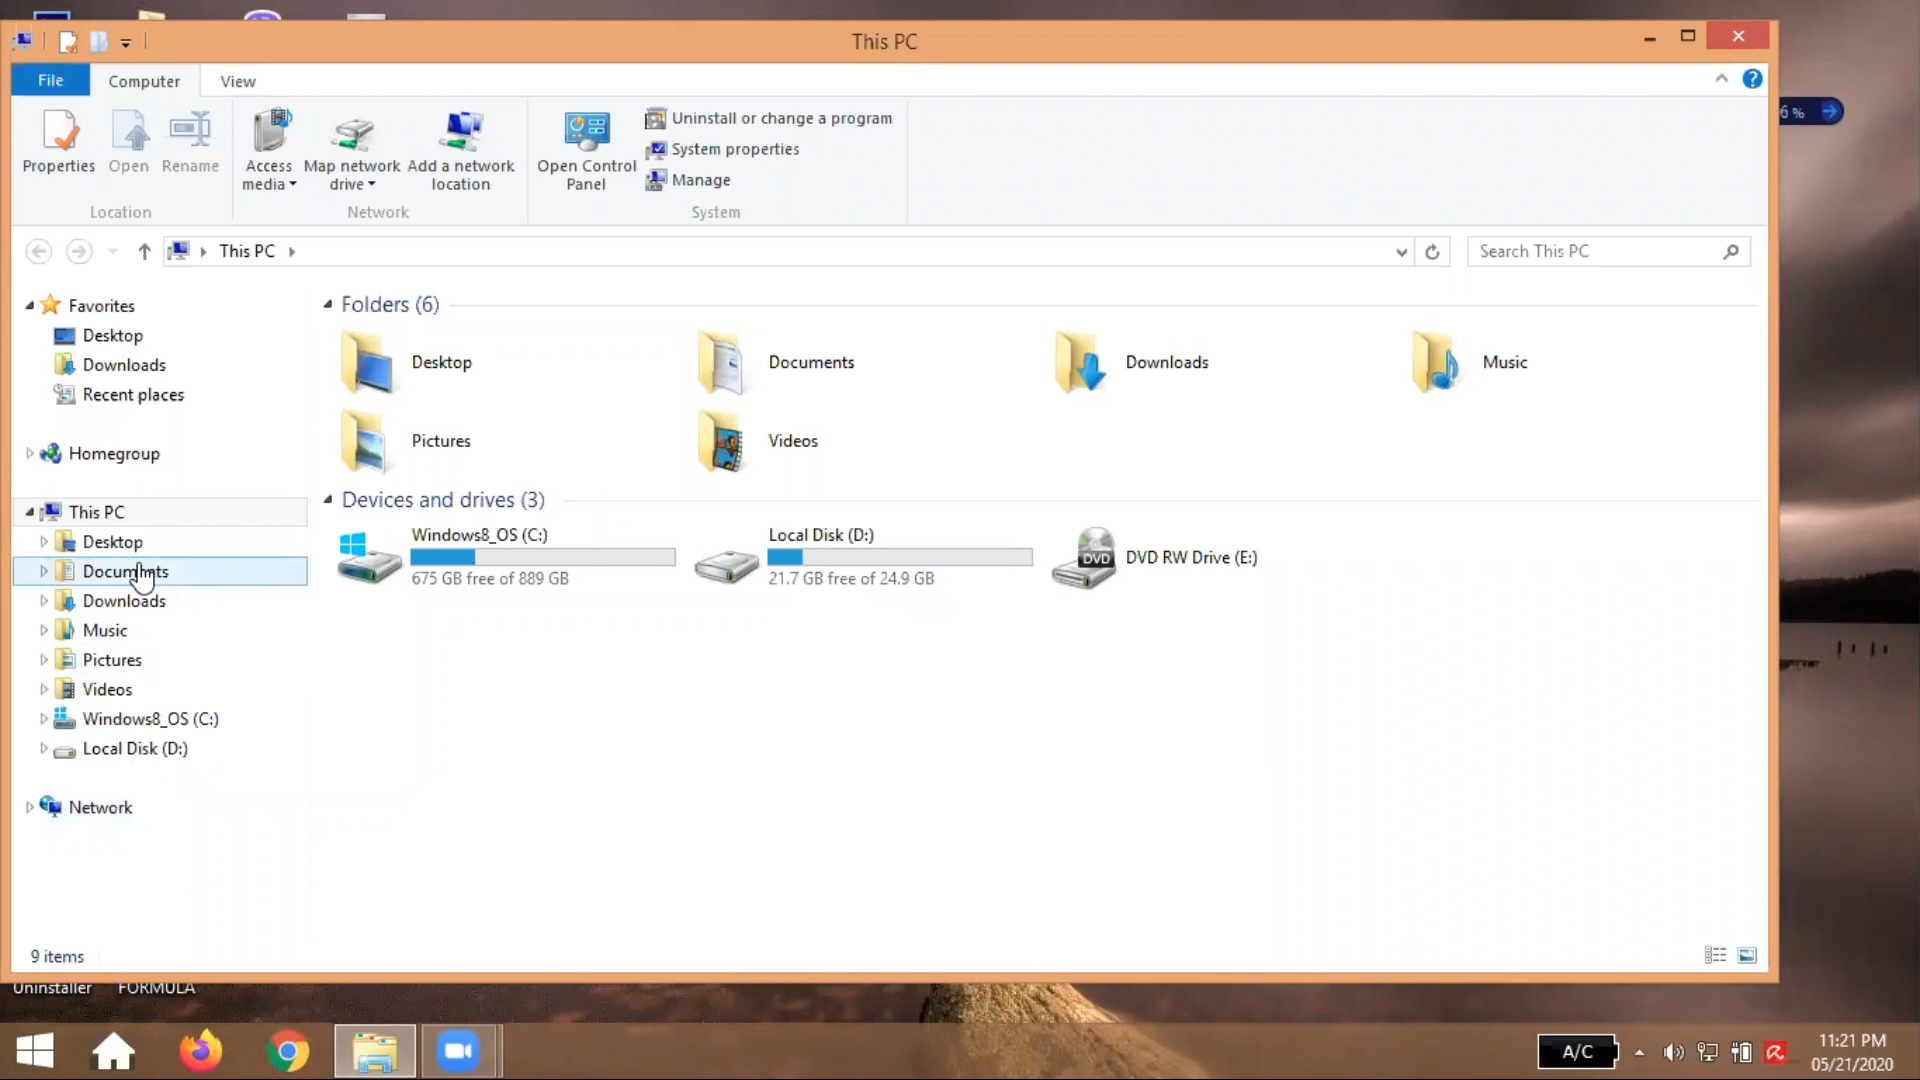 This PC
File
Computer
View
6 %
Properties
Open
Rename
Access media
Map network drive
Add a network location
Open Control Panel
Uninstall or change a program
System properties
Manage
Location
Network
System
This PC
Search This PC
Favorites
Desktop
Downloads
Recent places
Homegroup
This PC
Desktop
Documents
Downloads
Music
Pictures
Videos
Windows8_OS (C:)
Local Disk (D:)
Network
Folders (6)
Desktop
Documents
Downloads
Music
Pictures
Videos
Devices and drives (3)
Windows8_OS (C:)
675 GB free of 889 GB
Local Disk (D:)
21.7 GB free of 24.9 GB
DVD
DVD RW Drive (E:)
9 items
Uninstaller
FORMULA
A/C
11:21 PM
05/21/2020